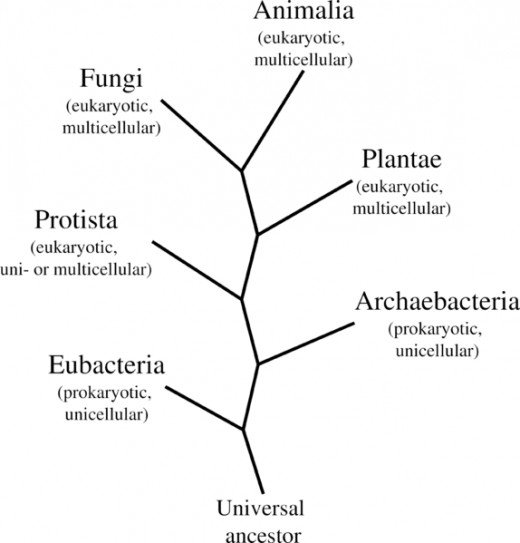 Animalia
(eukaryotic,
multicellular)
Fungi
(eukaryotic,
multicellular)
Plantae
(eukaryotic,
multicellular)
Protista
(eukaryotic,
uni- or multicellular)
Archaebacteria
(prokaryotic,
unicellular)
Eubacteria
(prokaryotic,
unicellular)
Universal
ancestor